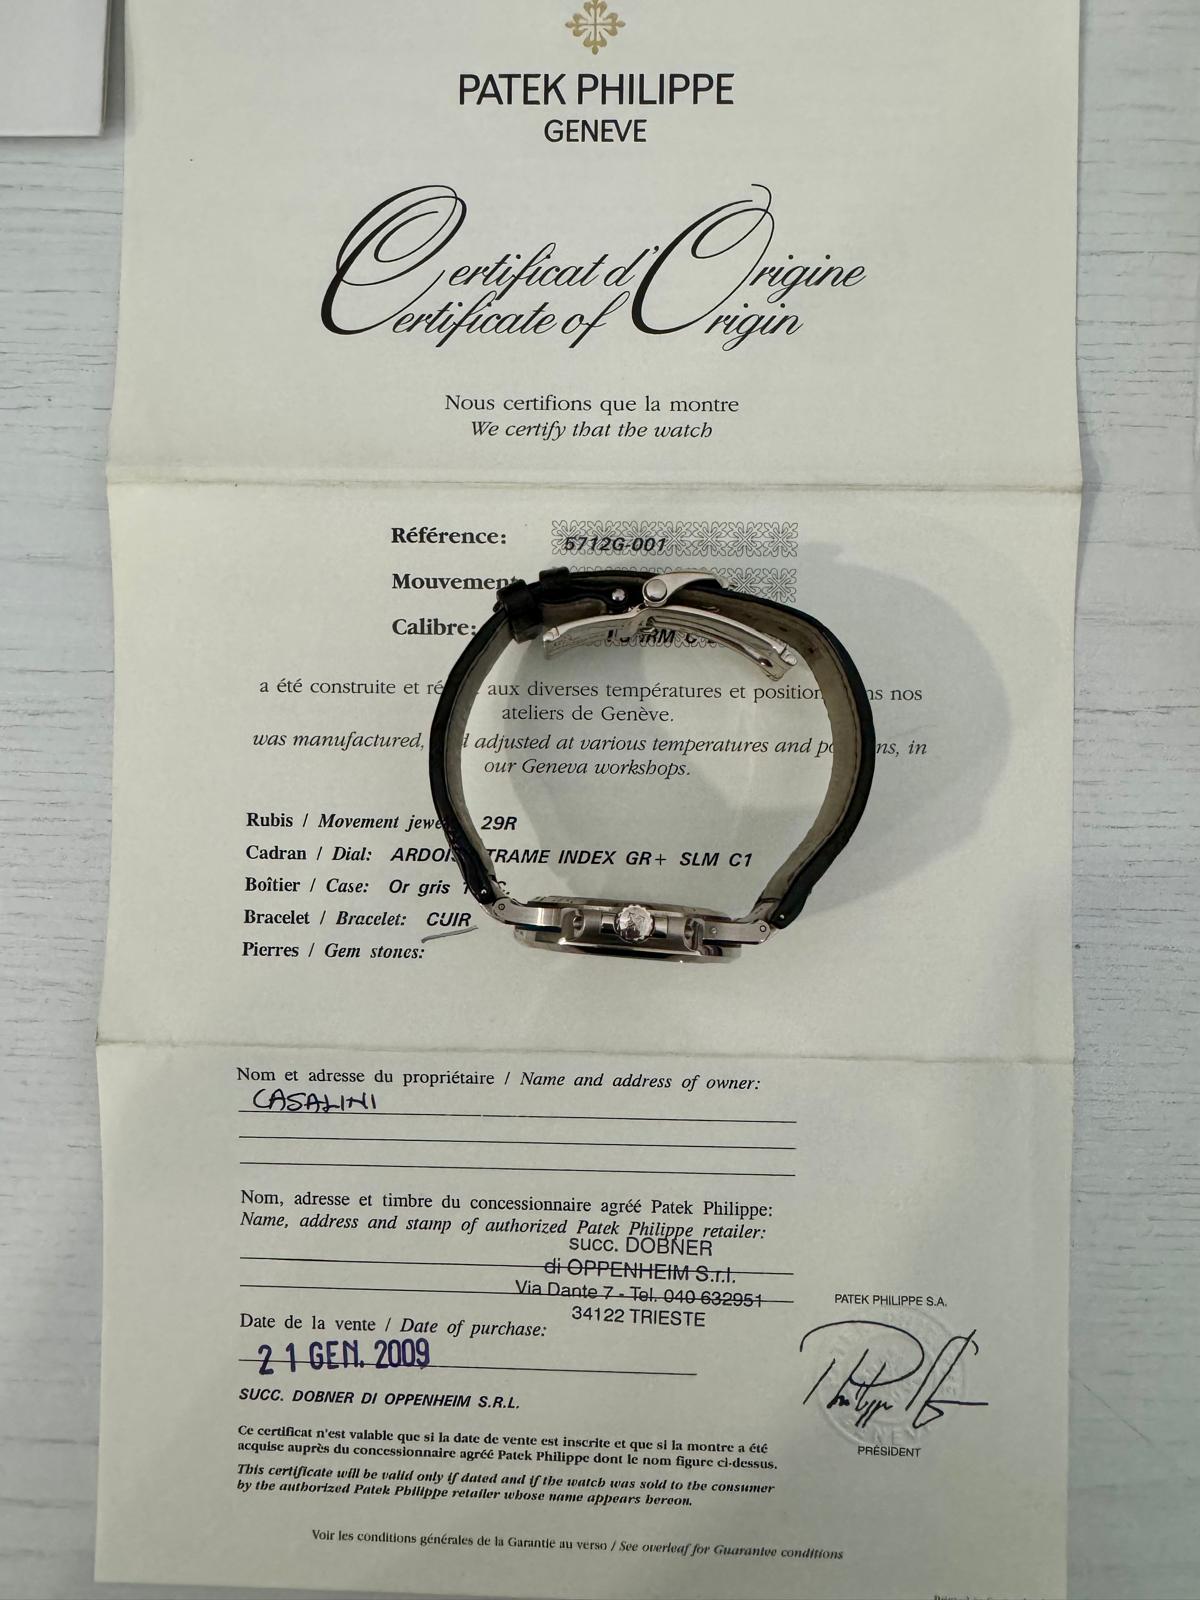 PATEK PHILIPPE
GENEVE
Certificat d'Origine
Certificate of Origin
Nous certifions que la montre
We certify that the watch
Référence: 5712G-001
Mouvement
Calibre:
a été construite et aux diverses températures et position nos
ateliers de Genève.
was manufactured, adjusted at various temperatures and in
our Geneva workshops.
Rubis / Movement 29R
Cadran / Dial: TRAME INDEX GR+ SLM C1
Boîtier / Case: Or gris
Bracelet / Bracelet: CUIR
Pierres / Gem stones:
Nom et adresse du propriétaire / Name and address of owner:
CASALINI
Nom, adresse et timbre du concessionnaire agréé Patek Philippe:
Name, address and stamp of authorized Patek Philippe retailer:
succ. DOBNER
di OPPENHEIM S.r.l.
Via Dante 7 - Tel. 040 632951
34122 TRIESTE
PATEK PHILIPPE S.A.
Date de la vente / Date of purchase:
21 GEN. 2009
SUCC. DOBNER DI OPPENHEIM S.R.L.
Ce certificat n'est valable que si la date de vente est inscrite et que si la montre a été
acquise auprès du concessionnaire agréé Patek Philippe dont le nom figure ci-dessus.
PRÉSIDENT
This certificate will be valid only if dated and if the watch was sold to the consumer
by the authorized Patek Philippe retailer whose name appears hereon.
Voir les conditions générales de la Garantie au verso / See overleaf for Guarantee conditions